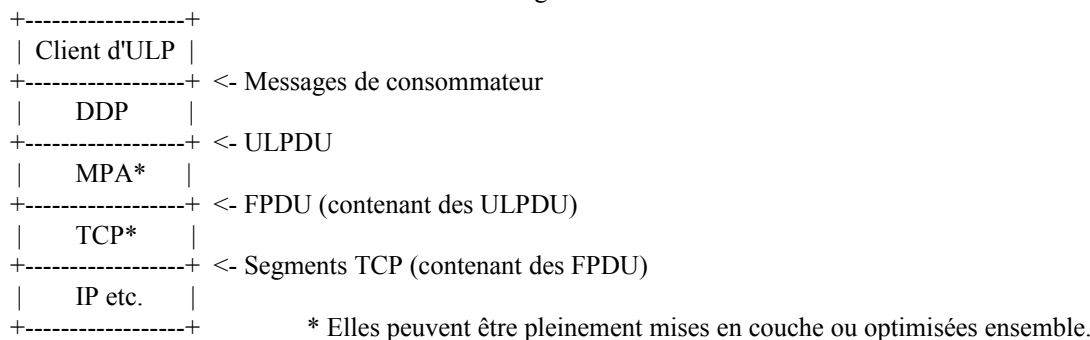 +------------------+
| Client d'ULP |
+------------------+ <- Messages de consommateur
| DDP |
+------------------+ <- ULPDU
| MPA* |
+------------------+ <- FPDU (contenant des ULPDU)
| TCP* |
+------------------+ <- Segments TCP (contenant des FPDU)
| IP etc. |
+------------------+ * Elles peuvent être pleinement mises en couche ou optimisées ensemble.